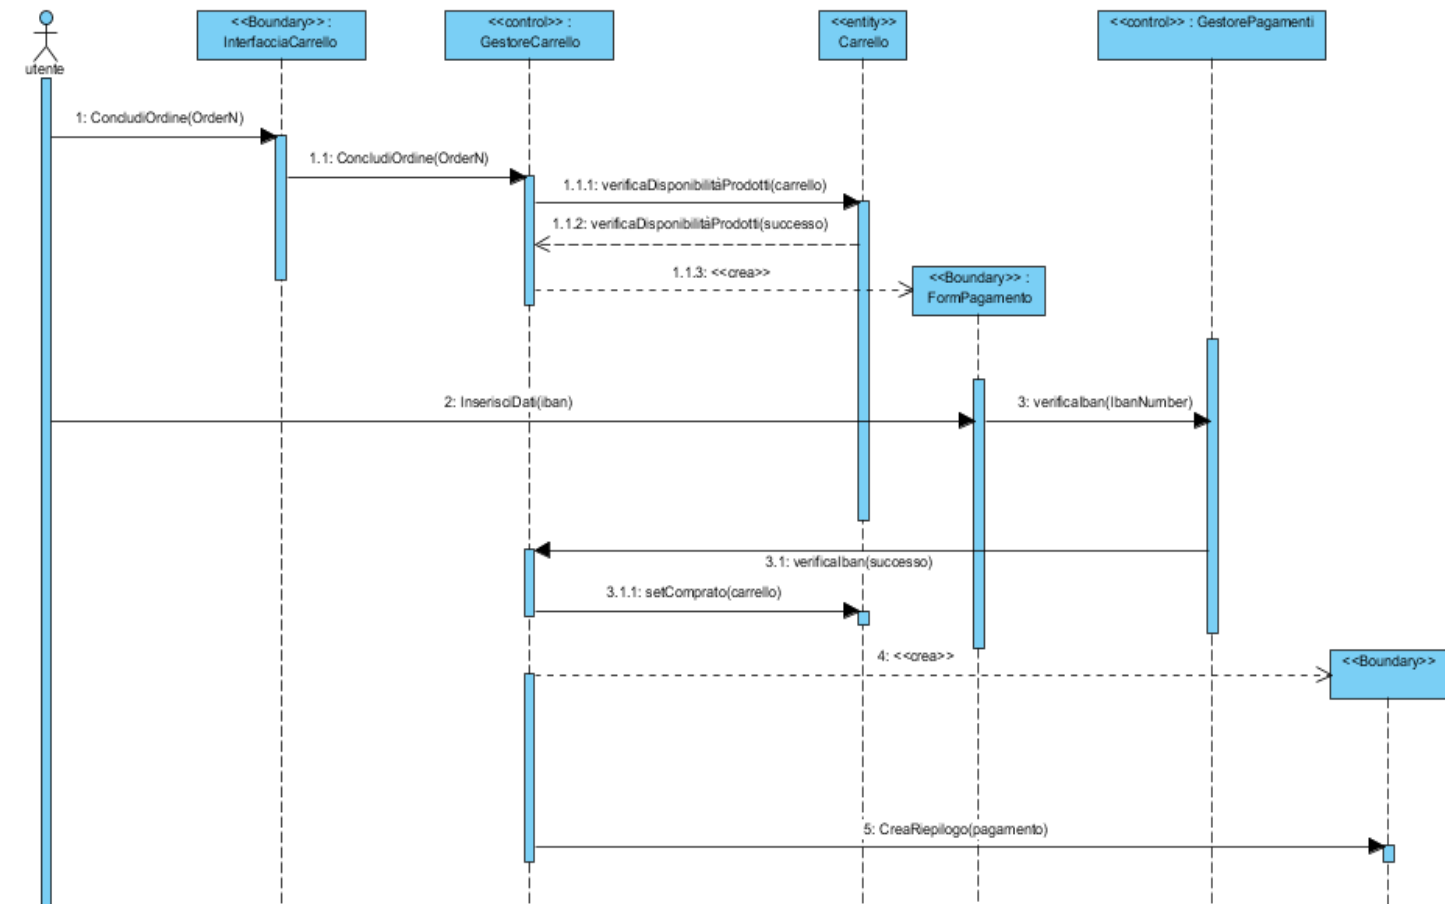 <<Boundary>> :
InterfacciaCarrello
<<control>> :
GestoreCarrello
<<entity>>
Carrello
<<control>> : GestorePagamenti
utente
1: ConcludiOrdine(OrderN)
1.1: ConcludiOrdine(OrderN)
1.1.1: verificaDisponibilitàProdotti(carrello)
1.1.2: verificaDisponibilitàProdotti(successo)
1.1.3: <<crea>>
<<Boundary>> :
FormPagamento
2: InserisciDati(iban)
3: verificaIban(IbanNumber)
3.1: verificaIban(successo)
3.1.1: setComprato(carrello)
4: <<crea>>
<<Boundary>>
5: CreaRiepilogo(pagamento)